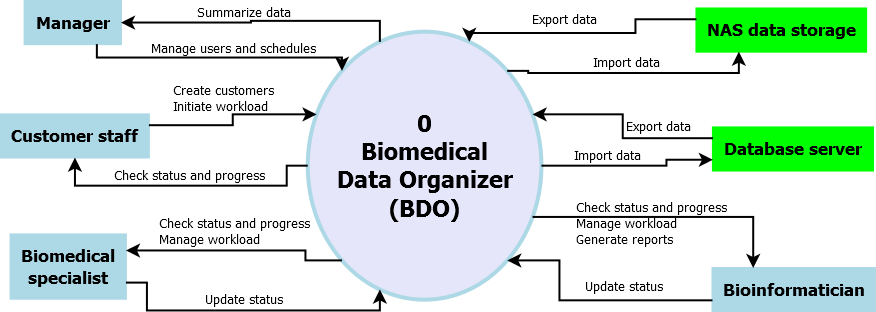 Manager
Summarize data
Manage users and schedules
Export data
NAS data storage
Import data
Create customers
Initiate workload
Customer staff
Check status and progress
0
Biomedical
Data Organizer
(BDO)
Export data
Database server
Import data
Check status and progress
Manage workload
Biomedical
specialist
Update status
Check status and progress
Manage workload
Generate reports
Update status
Bioinformatician